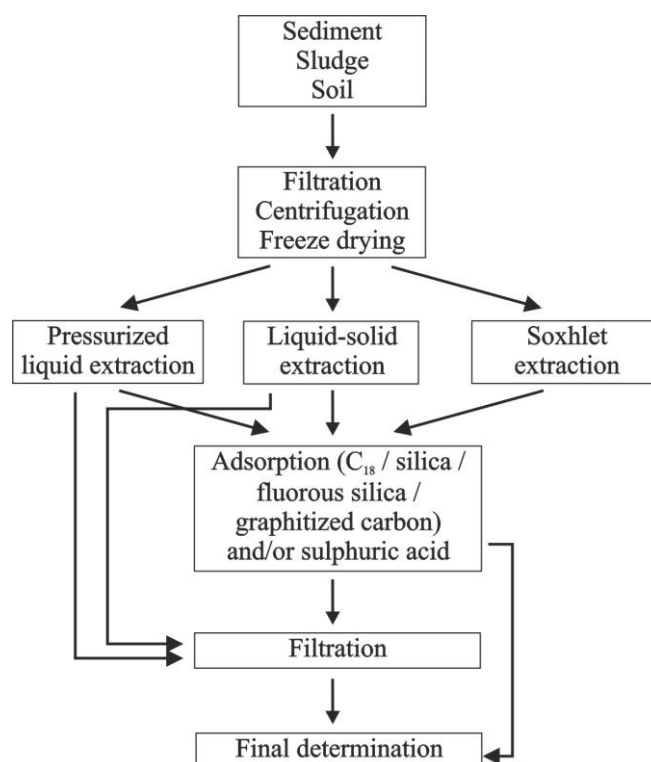 Sediment
Sludge
Soil
Filtration
Centrifugation
Freeze drying
Pressurized
liquid extraction
Liquid-solid
extraction
Soxhlet
extraction
Adsorption (C₁₈ / silica /
fluorous silica /
graphitized carbon)
and/or sulphuric acid
Filtration
Final determination